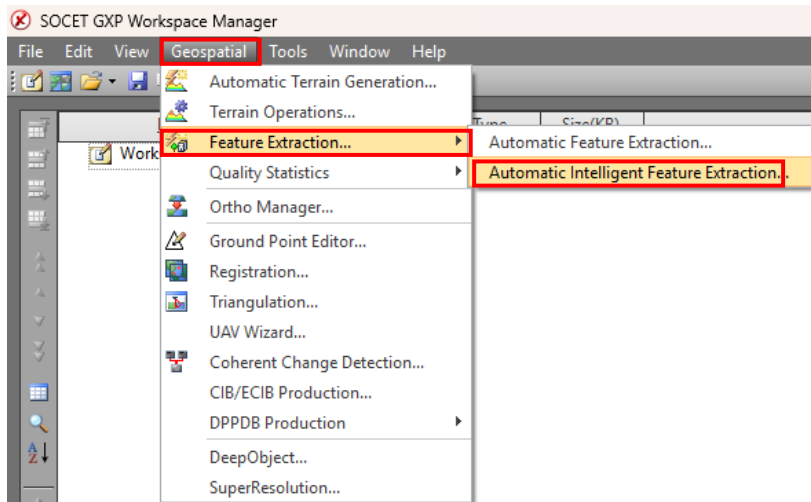 SOCET GXP Workspace Manager
File Edit View Geospatial Tools Window Help
Automatic Terrain Generation...
Terrain Operations...
Type Size(KB)
Feature Extraction...
Automatic Feature Extraction...
Work
Quality Statistics
Automatic Intelligent Feature Extraction...
Ortho Manager...
Ground Point Editor...
Registration...
Triangulation...
UAV Wizard...
Coherent Change Detection...
CIB/ECIB Production...
DPPDB Production
DeepObject...
SuperResolution...